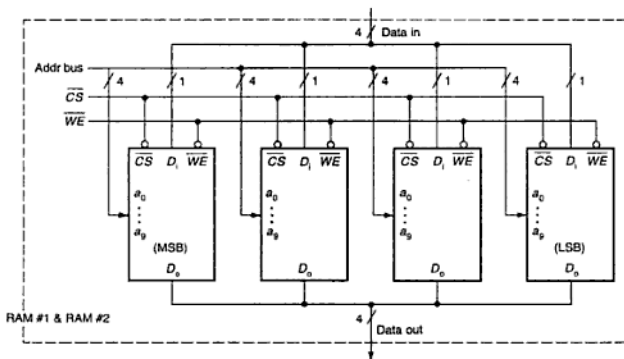 4 Data in
Addr bus
4 1 4 1 4 1 4 1
CS
WE
CS Di WE CS Di WE CS Di WE CS Di WE
a0 a0 a0 a0
a9 a9 a9 a9
(MSB) (LSB)
Do Do Do Do
RAM #1 & RAM #2
4 Data out